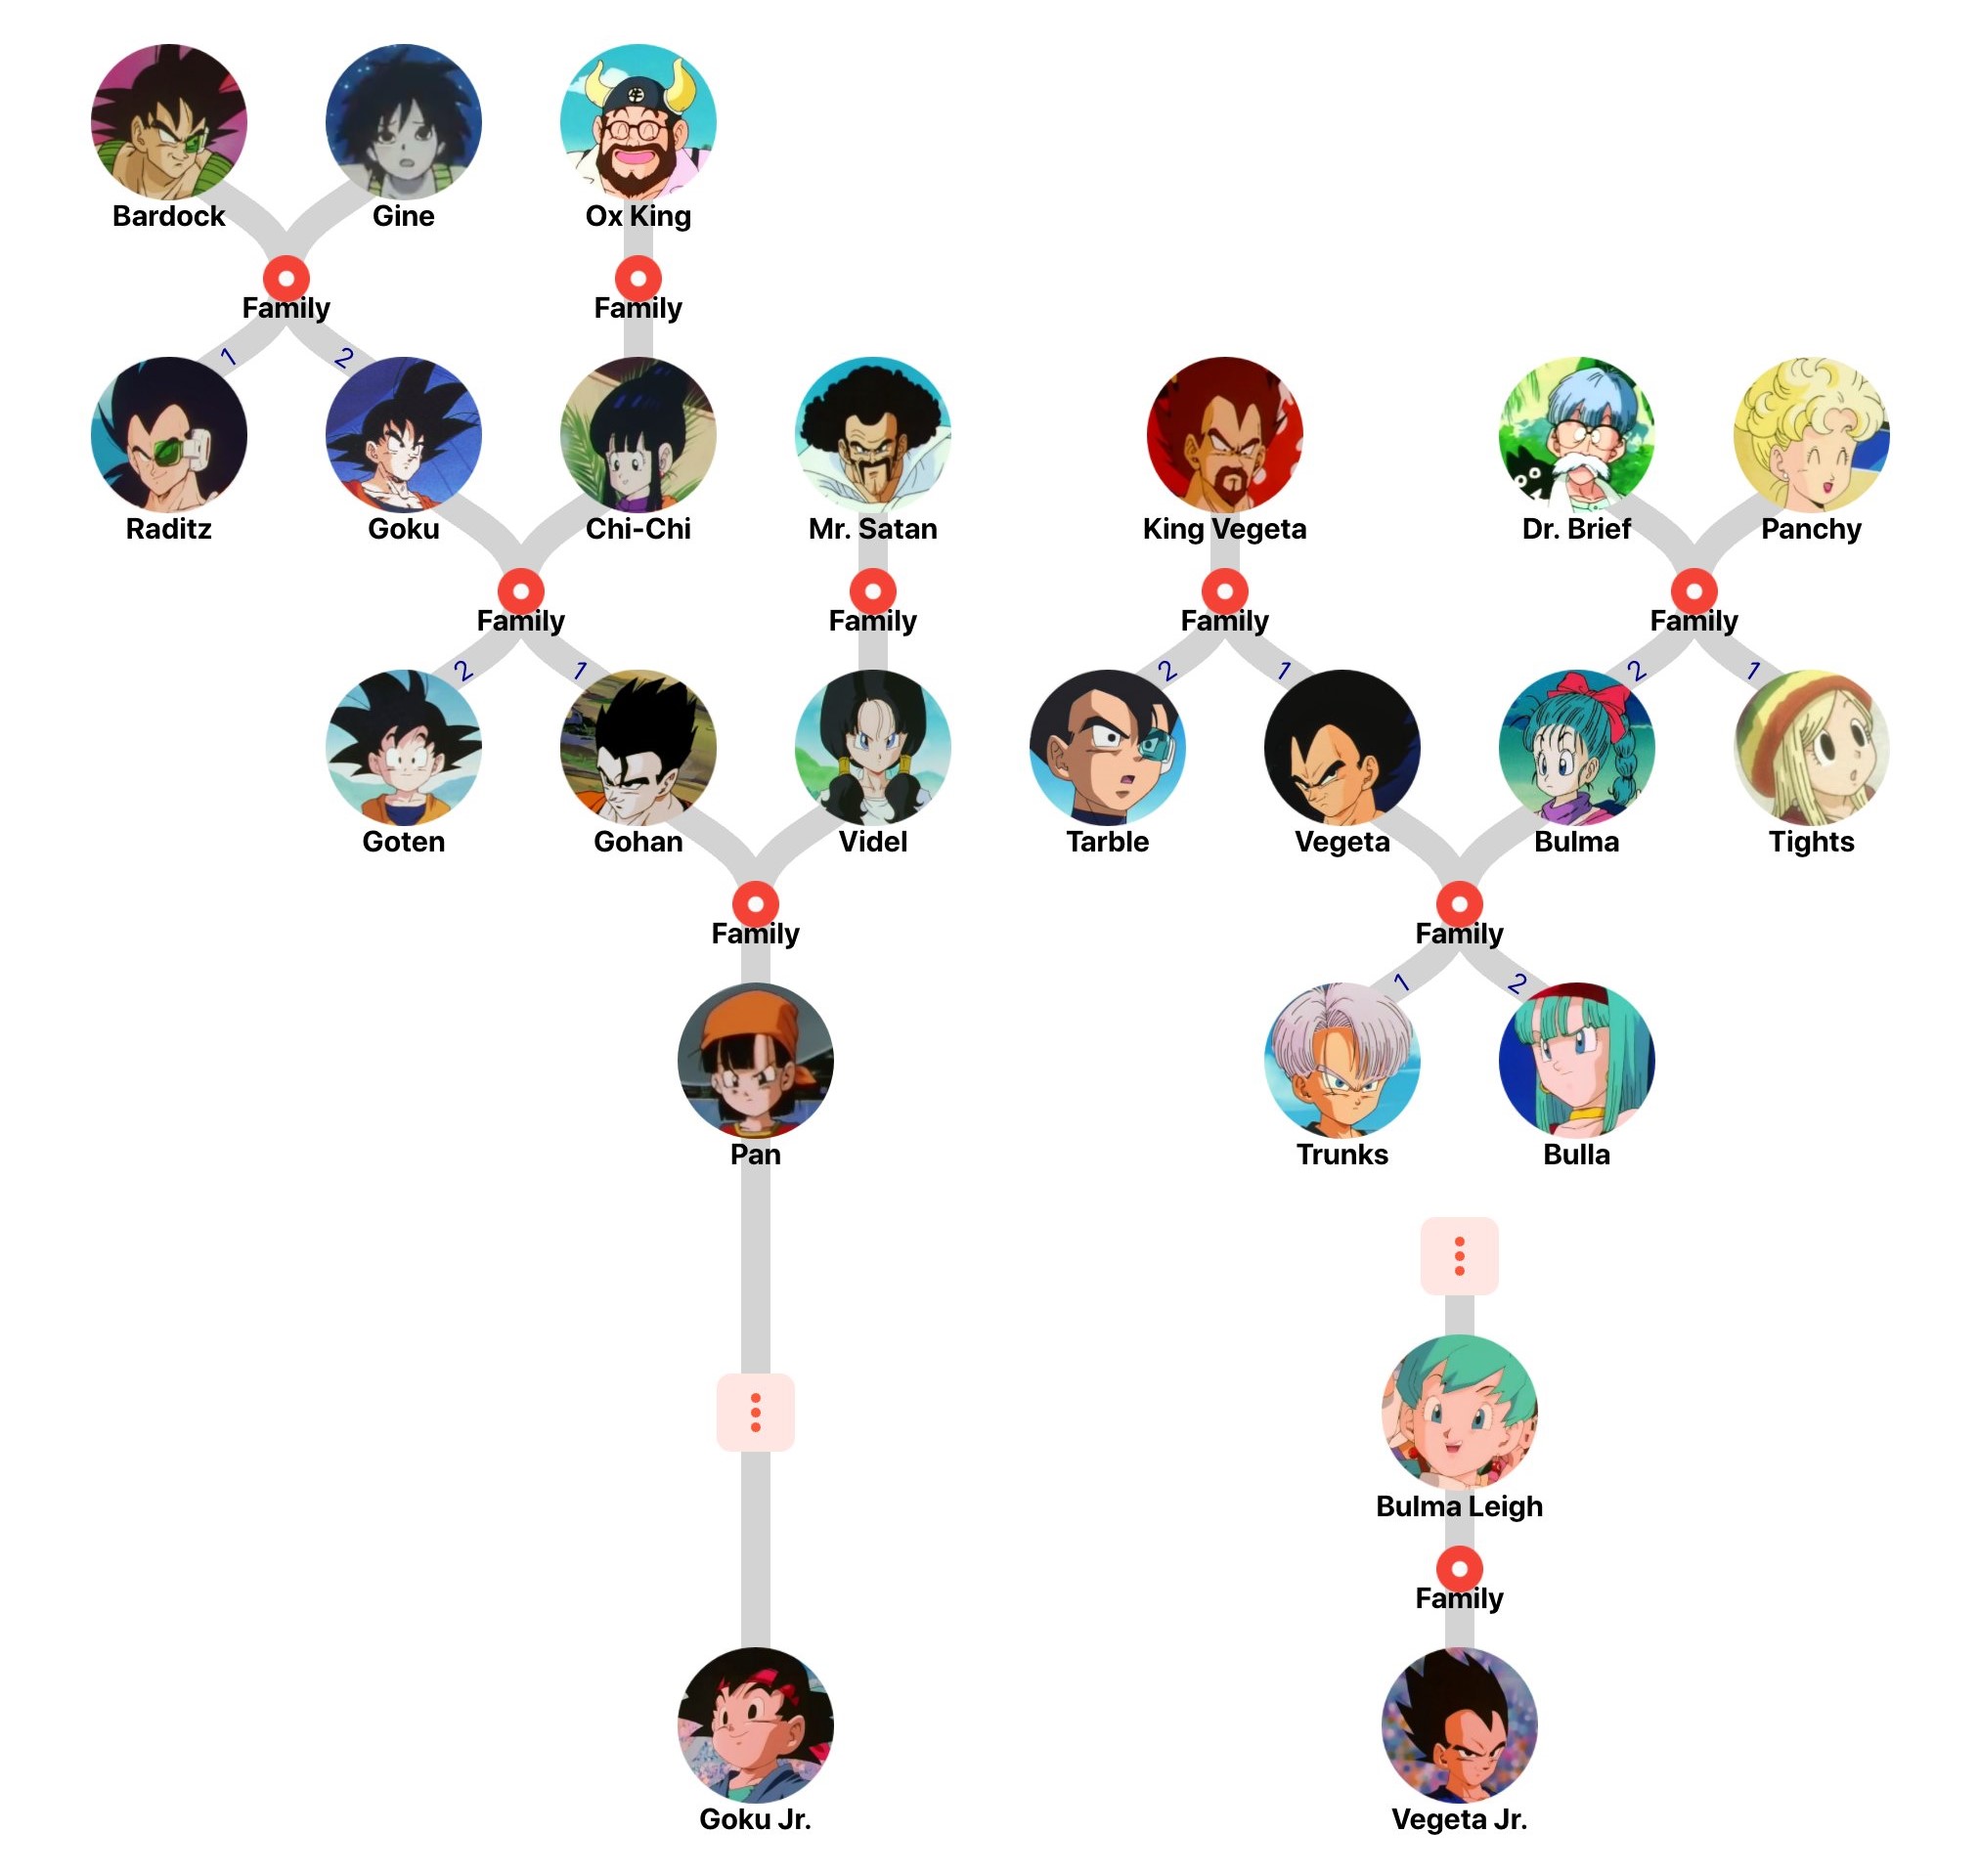 Bardock
Gine
Ox King
Family
Family
1
2
Raditz
Goku
Chi-Chi
Mr. Satan
King Vegeta
Dr. Brief
Panchy
Family
Family
Family
Family
2
1
2
1
2
1
Goten
Gohan
Videl
Tarble
Vegeta
Bulma
Tights
Family
Family
1
2
Pan
Trunks
Bulla
Bulma Leigh
Family
Goku Jr.
Vegeta Jr.